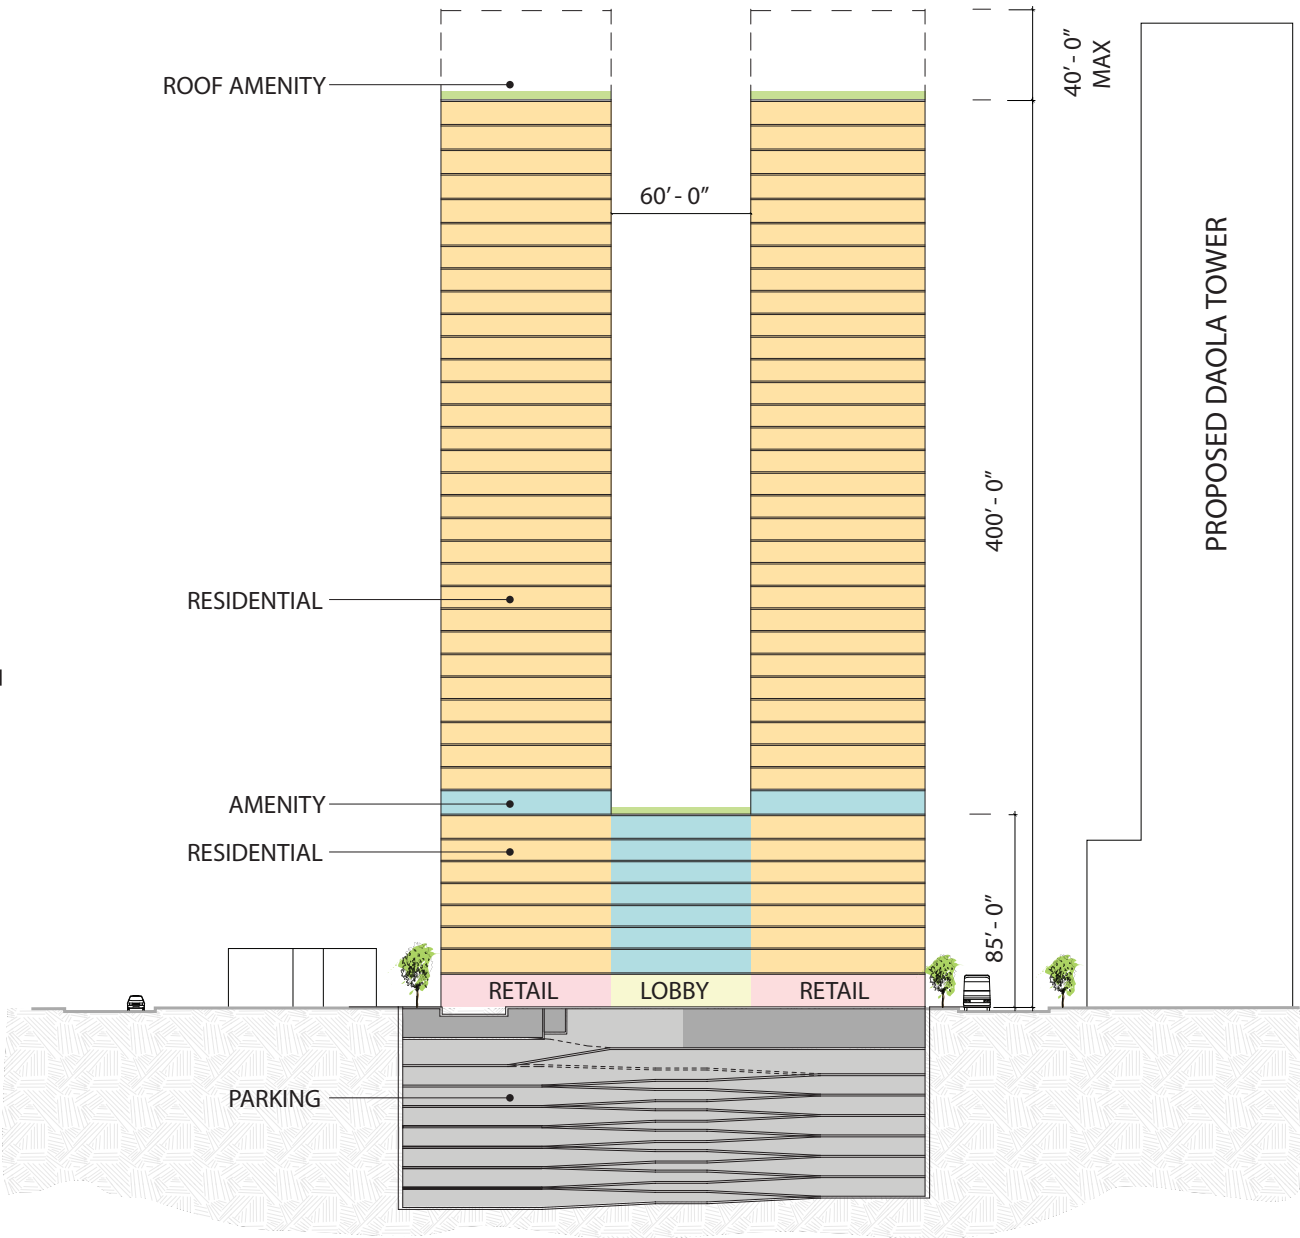 40' - 0"
MAX
ROOF AMENITY
60' - 0"
PROPOSED DAOLA TOWER
400' - 0"
RESIDENTIAL
AMENITY
RESIDENTIAL
85' - 0"
RETAIL
LOBBY
RETAIL
PARKING